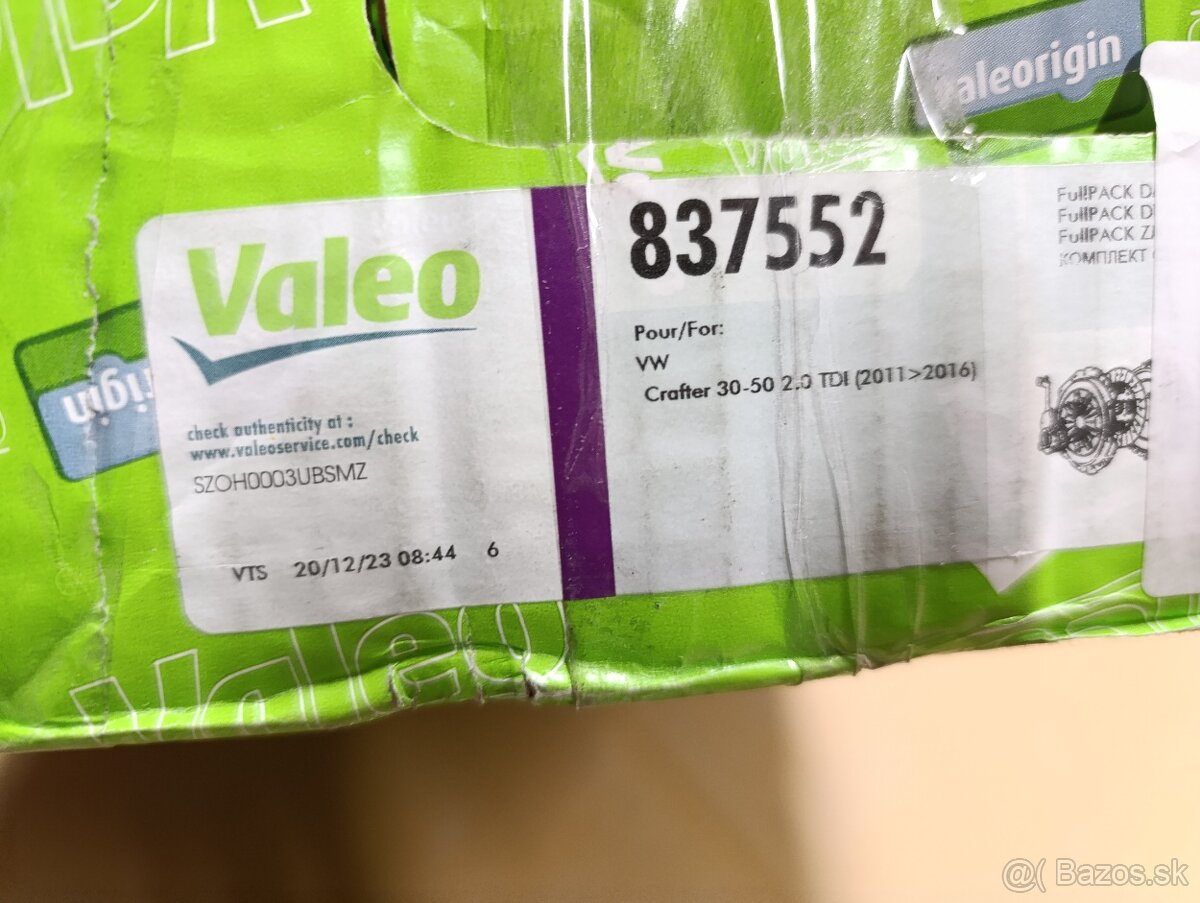 valeorigin
Valeo
check authenticity at :
www.valeoservice.com/check
SZOH0003UBSMZ
VTS 20/12/23 08:44 6
837552
Pour/For:
VW
Crafter 30-50 2.0 TDI (2011>2016)
FullPACK
FullPACK
FullPACK
КОМПЛЕКТ
Valeo
@( Bazos.sk